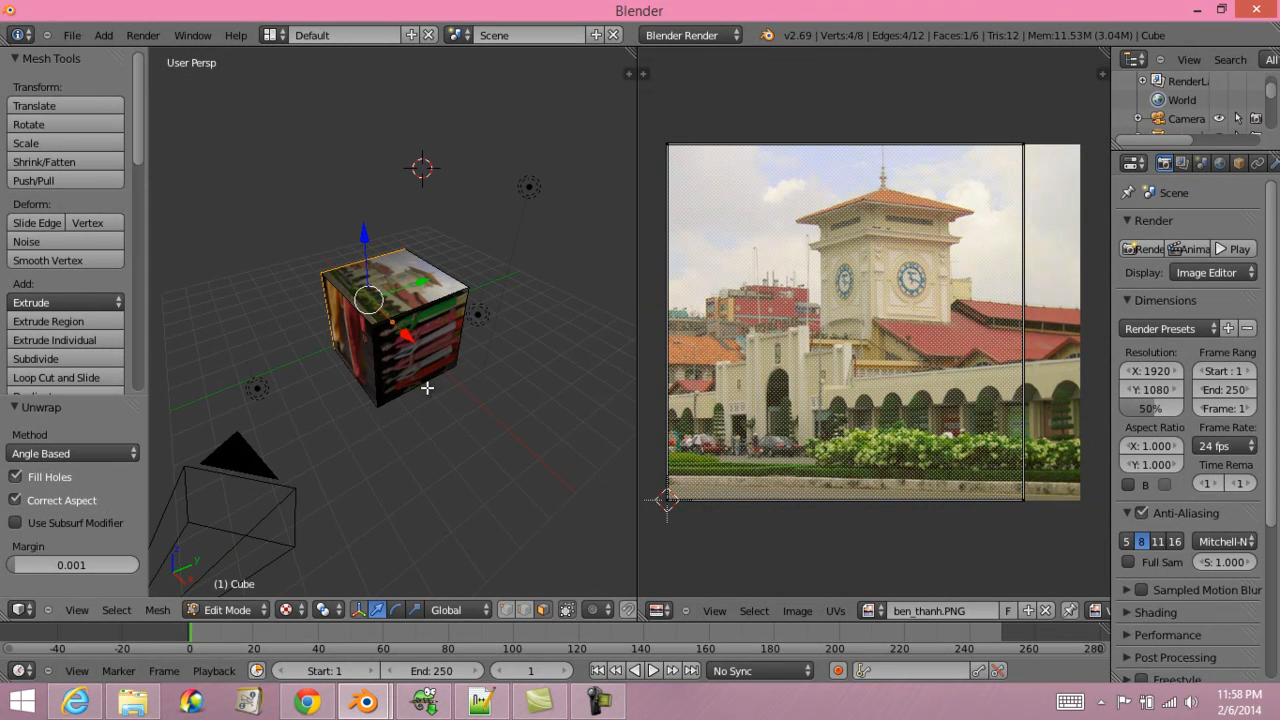 Blender
File Add Render Window Help Default Scene Blender Render v2.69 | Verts:4/8 | Edges:4/12 | Faces:1/6 | Tris:12 | Mem:11.53M (3.04M) | Cube
Mesh Tools
Transform:
Translate
Rotate
Scale
Shrink/Fatten
Push/Pull
Deform:
Slide Edge Vertex
Noise
Smooth Vertex
Add:
Extrude
Extrude Region
Extrude Individual
Subdivide
Loop Cut and Slide
Unwrap
Method
Angle Based
Fill Holes
Correct Aspect
Use Subsurf Modifier
Margin
0.001
User Persp
z
y
x
(1) Cube
View Select Mesh Edit Mode Global
View Select Image UVs ben_thanh.PNG F
View Search All
RenderLa
World
Camera
Scene
Render
Rende Anima Play
Display: Image Editor
Dimensions
Render Presets
Resolution: Frame Rang
X: 1920 Start: 1
Y: 1080 End: 250
50% Frame: 1
Aspect Ratio Frame Rate:
X: 1.000 24 fps
Y: 1.000 Time Rema
B 1 1
Anti-Aliasing
5 8 11 16 Mitchell-N
Full Sam S: 1.000
Sampled Motion Blur
Shading
Performance
Post Processing
Freestyle
-40 -20 0 20 40 60 80 100 120 140 160 180 200 220 240 260 280
View Marker Frame Playback Start: 1 End: 250 1 No Sync
11:58 PM
2/6/2014